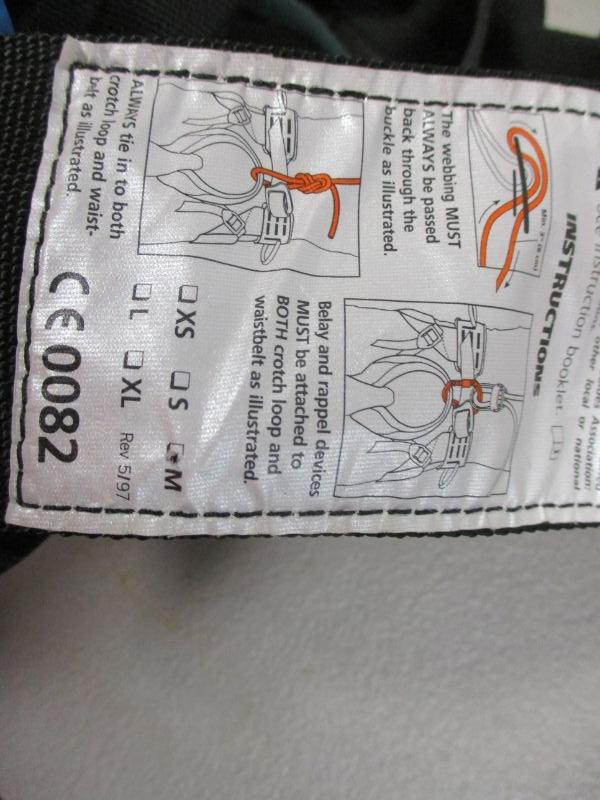 See instruction booklet.
INSTRUCTIONS
The webbing MUST
ALWAYS be passed
back through the
buckle as illustrated.
Belay and rappel devices
MUST be attached to
BOTH crotch loop and
waistbelt as illustrated.
ALWAYS tie in to both
crotch loop and waist-
belt as illustrated.
XS S M
L XL Rev 5/97
CE 0082